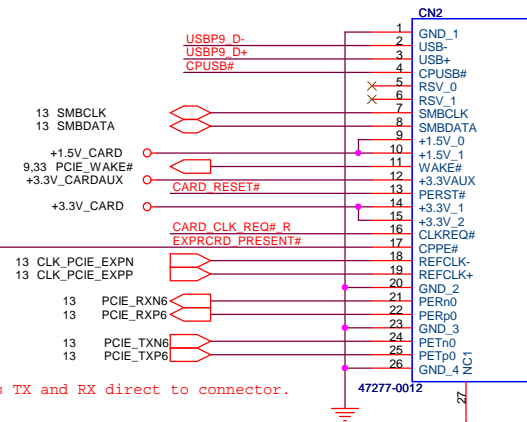 CN2
1 GND_1
USBP9_D- 2 USB-
USBP9_D+ 3 USB+
CPUSB# 4 CPUSB#
5 RSV_0
6 RSV_1
13 SMBCLK 7 SMBCLK
13 SMBDATA 8 SMBDATA
9 +1.5V_0
+1.5V_CARD 10 +1.5V_1
9,33 PCIE_WAKE# 11 WAKE#
+3.3V_CARDAUX 12 +3.3VAUX
CARD_RESET# 13 PERST#
+3.3V_CARD 14 +3.3V_1
15 +3.3V_2
CARD_CLK_REQ#_R 16 CLKREQ#
EXPRCRD_PRESENT# 17 CPPE#
13 CLK_PCIE_EXPN 18 REFCLK-
13 CLK_PCIE_EXPP 19 REFCLK+
20 GND_2
13 PCIE_RXN6 21 PERn0
13 PCIE_RXP6 22 PERp0
23 GND_3
13 PCIE_TXN6 24 PETn0
13 PCIE_TXP6 25 PETp0
26 GND_4
NC1
27
47277-0012
s TX and RX direct to connector.